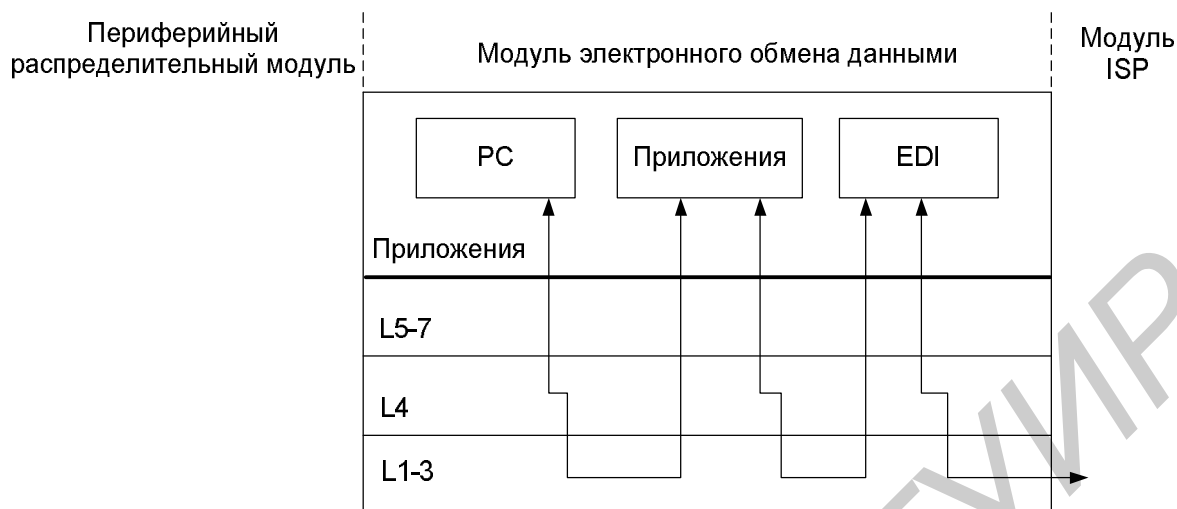 Периферийный
распределительный модуль
Модуль электронного обмена данными
Модуль
ISP
PC
Приложения
EDI
Приложения
L5-7
L4
L1-3